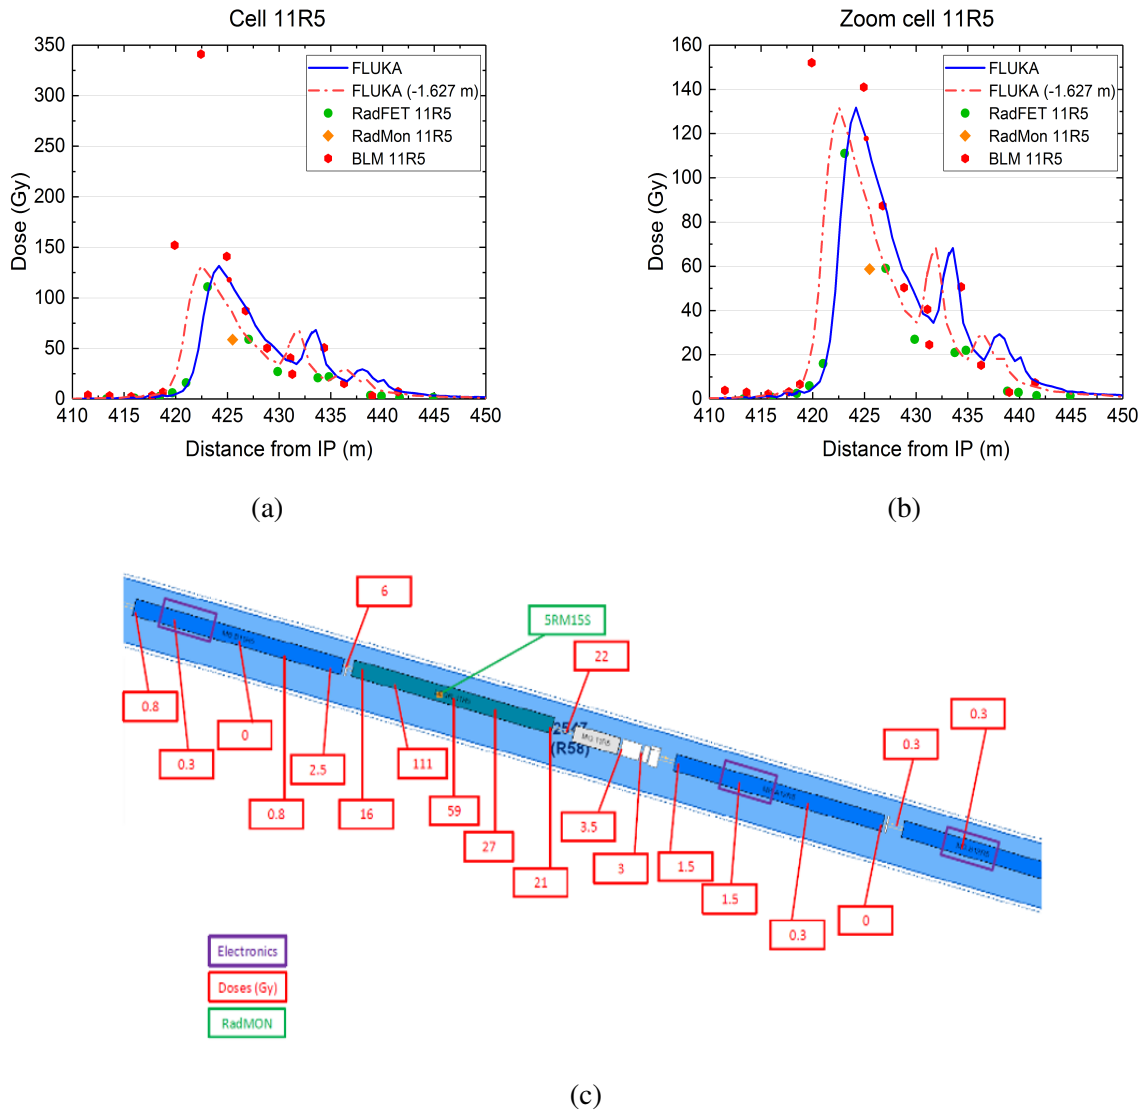 Cell 11R5
Dose (Gy)
350
300
250
200
150
100
50
0
410 415 420 425 430 435 440 445 450
Distance from IP (m)
FLUKA
FLUKA (-1.627 m)
RadFET 11R5
RadMon 11R5
BLM 11R5
(a)
Zoom cell 11R5
Dose (Gy)
160
140
120
100
80
60
40
20
0
410 415 420 425 430 435 440 445 450
Distance from IP (m)
FLUKA
FLUKA (-1.627 m)
RadFET 11R5
RadMon 11R5
BLM 11R5
(b)
6
5RM15S
22
0.8
0.3
0
0.8
2.5
16
111
59
27
21
2547
(R58)
3.5
3
1.5
1.5
0.3
0
0.3
0.3
Electronics
Doses (Gy)
RadMON
(c)